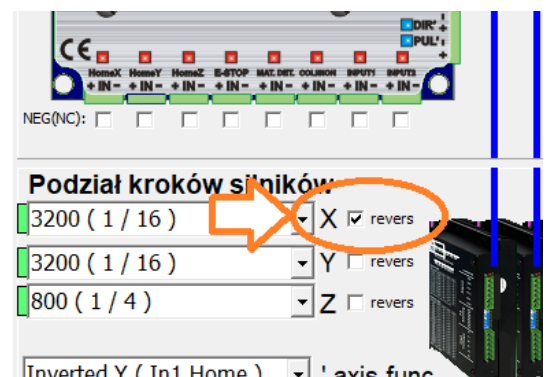 DIR' +
PUL' -
+
CE
HomeX HomeY HomeZ E-STOP MAT. DET. COLISION INPUT1 INPUT2
+ IN - + IN - + IN - + IN - + IN - + IN - + IN - + IN -
NEG(NC):
Podział kroków silników
3200 ( 1 / 16 ) X revers
3200 ( 1 / 16 ) Y revers
800 ( 1 / 4 ) Z revers
Inverted Y ( In1 Home ) ' axis func